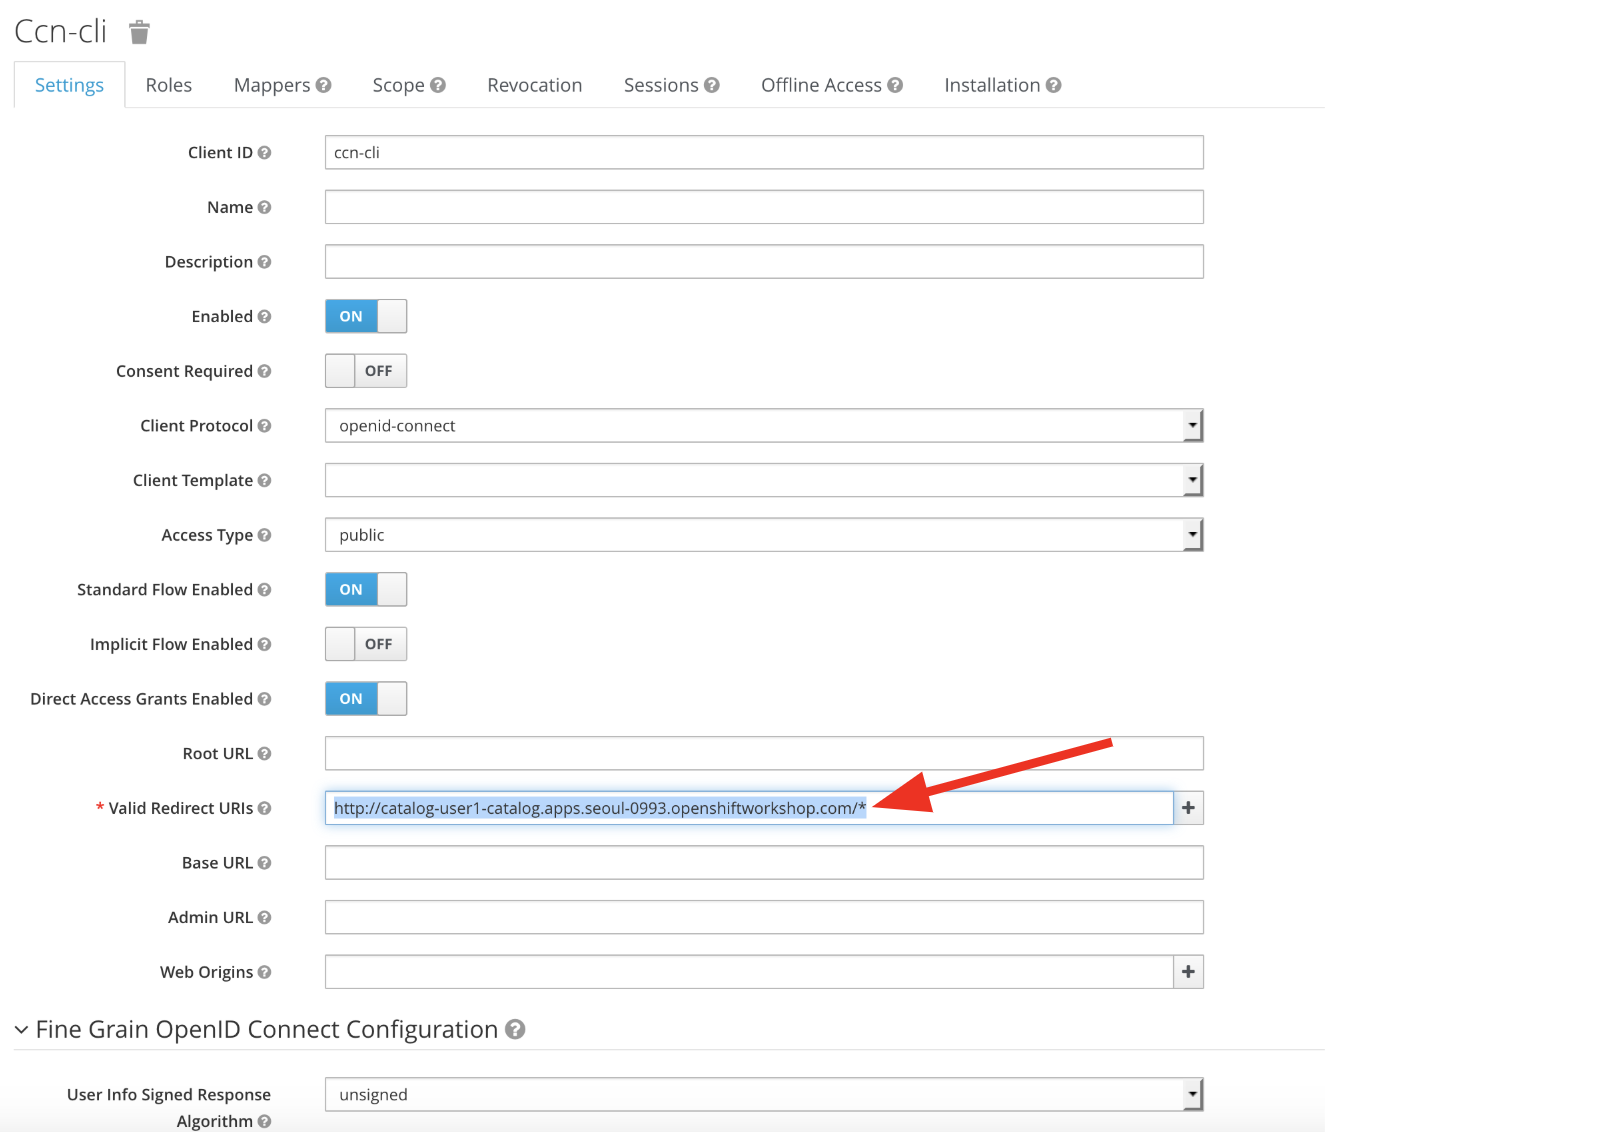 Ccn-cli
Settings Roles Mappers Scope Revocation Sessions Offline Access Installation
Client ID ccn-cli
Name
Description
Enabled ON
Consent Required OFF
Client Protocol openid-connect
Client Template
Access Type public
Standard Flow Enabled ON
Implicit Flow Enabled OFF
Direct Access Grants Enabled ON
Root URL
* Valid Redirect URIs http://catalog-user1-catalog.apps.seoul-0993.openshiftworkshop.com/* +
Base URL
Admin URL
Web Origins +
Fine Grain OpenID Connect Configuration
User Info Signed Response unsigned
Algorithm